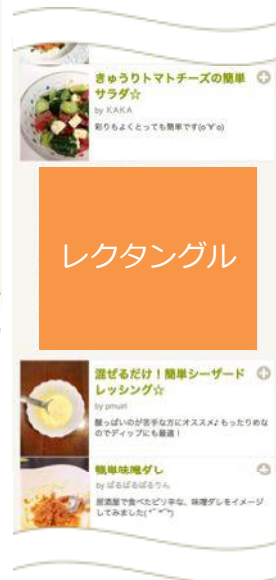 きゅうりトマトチーズの簡単
サラダ☆
by KAKA
彩りもよくとっても簡単です(o'∀'o)
レクタングル
混ぜるだけ！簡単シーザード
レッシング☆
by pmuiri
酸っぱいのが苦手な方にオススメ♪ もったりめな
のでディップにも最適！
簡単味噌ダレ
by ばるばるばるりん
居酒屋で食べたピリ辛な、味噌ダレをイメージ
してみました(*^^*)